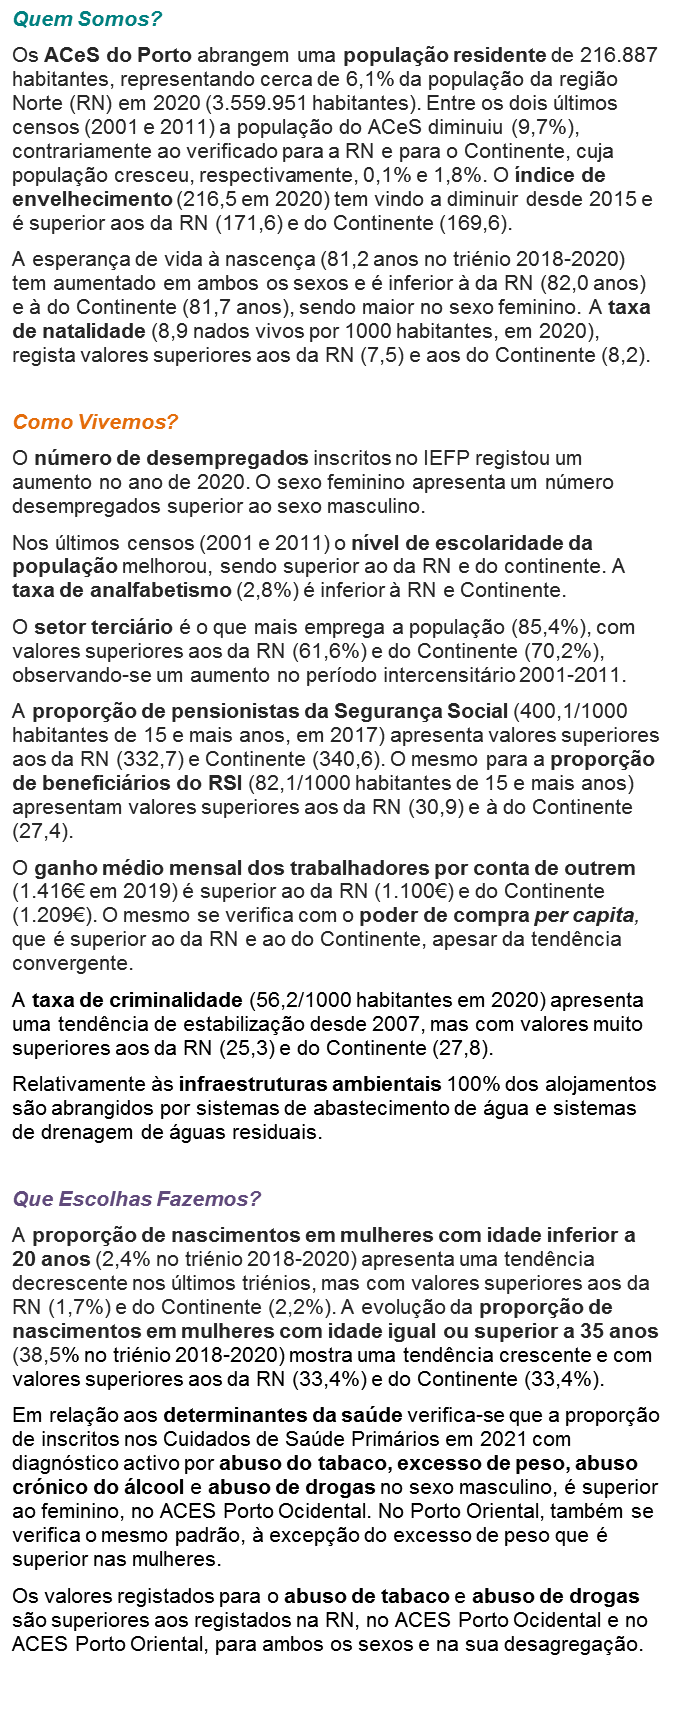 Quem Somos?
Os ACeS do Porto abrangem uma população residente de 216.887
habitantes, representando cerca de 6,1% da população da região
Norte (RN) em 2020 (3.559.951 habitantes). Entre os dois últimos
censos (2001 e 2011) a população do ACeS diminuiu (9,7%),
contrariamente ao verificado para a RN e para o Continente, cuja
população cresceu, respectivamente, 0,1% e 1,8%. O índice de
envelhecimento (216,5 em 2020) tem vindo a diminuir desde 2015 e
é superior aos da RN (171,6) e do Continente (169,6).
A esperança de vida à nascença (81,2 anos no triénio 2018-2020)
tem aumentado em ambos os sexos e é inferior à da RN (82,0 anos)
e à do Continente (81,7 anos), sendo maior no sexo feminino. A taxa
de natalidade (8,9 nados vivos por 1000 habitantes, em 2020),
regista valores superiores aos da RN (7,5) e aos do Continente (8,2).
Como Vivemos?
O número de desempregados inscritos no IEFP registou um
aumento no ano de 2020. O sexo feminino apresenta um número
desempregados superior ao sexo masculino.
Nos últimos censos (2001 e 2011) o nível de escolaridade da
população melhorou, sendo superior ao da RN e do continente. A
taxa de analfabetismo (2,8%) é inferior à RN e Continente.
O setor terciário é o que mais emprega a população (85,4%), com
valores superiores aos da RN (61,6%) e do Continente (70,2%),
observando-se um aumento no período intercensitário 2001-2011.
A proporção de pensionistas da Segurança Social (400,1/1000
habitantes de 15 e mais anos, em 2017) apresenta valores superiores
aos da RN (332,7) e Continente (340,6). O mesmo para a proporção
de beneficiários do RSI (82,1/1000 habitantes de 15 e mais anos)
apresentam valores superiores aos da RN (30,9) e à do Continente
(27,4).
O ganho médio mensal dos trabalhadores por conta de outrem
(1.416€ em 2019) é superior ao da RN (1.100€) e do Continente
(1.209€). O mesmo se verifica com o poder de compra per capita,
que é superior ao da RN e ao do Continente, apesar da tendência
convergente.
A taxa de criminalidade (56,2/1000 habitantes em 2020) apresenta
uma tendência de estabilização desde 2007, mas com valores muito
superiores aos da RN (25,3) e do Continente (27,8).
Relativamente às infraestruturas ambientais 100% dos alojamentos
são abrangidos por sistemas de abastecimento de água e sistemas
de drenagem de águas residuais.
Que Escolhas Fazemos?
A proporção de nascimentos em mulheres com idade inferior a
20 anos (2,4% no triénio 2018-2020) apresenta uma tendência
decrescente nos últimos triénios, mas com valores superiores aos da
RN (1,7%) e do Continente (2,2%). A evolução da proporção de
nascimentos em mulheres com idade igual ou superior a 35 anos
(38,5% no triénio 2018-2020) mostra uma tendência crescente e com
valores superiores aos da RN (33,4%) e do Continente (33,4%).
Em relação aos determinantes da saúde verifica-se que a proporção
de inscritos nos Cuidados de Saúde Primários em 2021 com
diagnóstico activo por abuso do tabaco, excesso de peso, abuso
crónico do álcool e abuso de drogas no sexo masculino, é superior
ao feminino, no ACES Porto Ocidental. No Porto Oriental, também se
verifica o mesmo padrão, à excepção do excesso de peso que é
superior nas mulheres.
Os valores registados para o abuso de tabaco e abuso de drogas
são superiores aos registados na RN, no ACES Porto Ocidental e no
ACES Porto Oriental, para ambos os sexos e na sua desagregação.